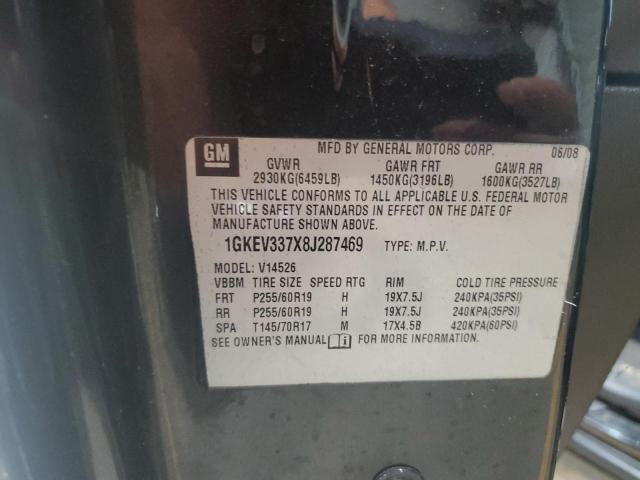 GM
MFD BY GENERAL MOTORS CORP. 06/08
GVWR GAWR FRT GAWR RR
2930KG(6459LB) 1450KG(3196LB) 1600KG(3527LB)
THIS VEHICLE CONFORMS TO ALL APPLICABLE U.S. FEDERAL MOTOR
VEHICLE SAFETY STANDARDS IN EFFECT ON THE DATE OF
MANUFACTURE SHOWN ABOVE.
1GKEV337X8J287469 TYPE: M.P.V.
MODEL: V14526
VBBM TIRE SIZE SPEED RTG RIM COLD TIRE PRESSURE
FRT P255/60R19 H 19X7.5J 240KPA(35PSI)
RR P255/60R19 H 19X7.5J 240KPA(35PSI)
SPA T145/70R17 M 17X4.5B 420KPA(60PSI)
SEE OWNER'S MANUAL i FOR MORE INFORMATION.